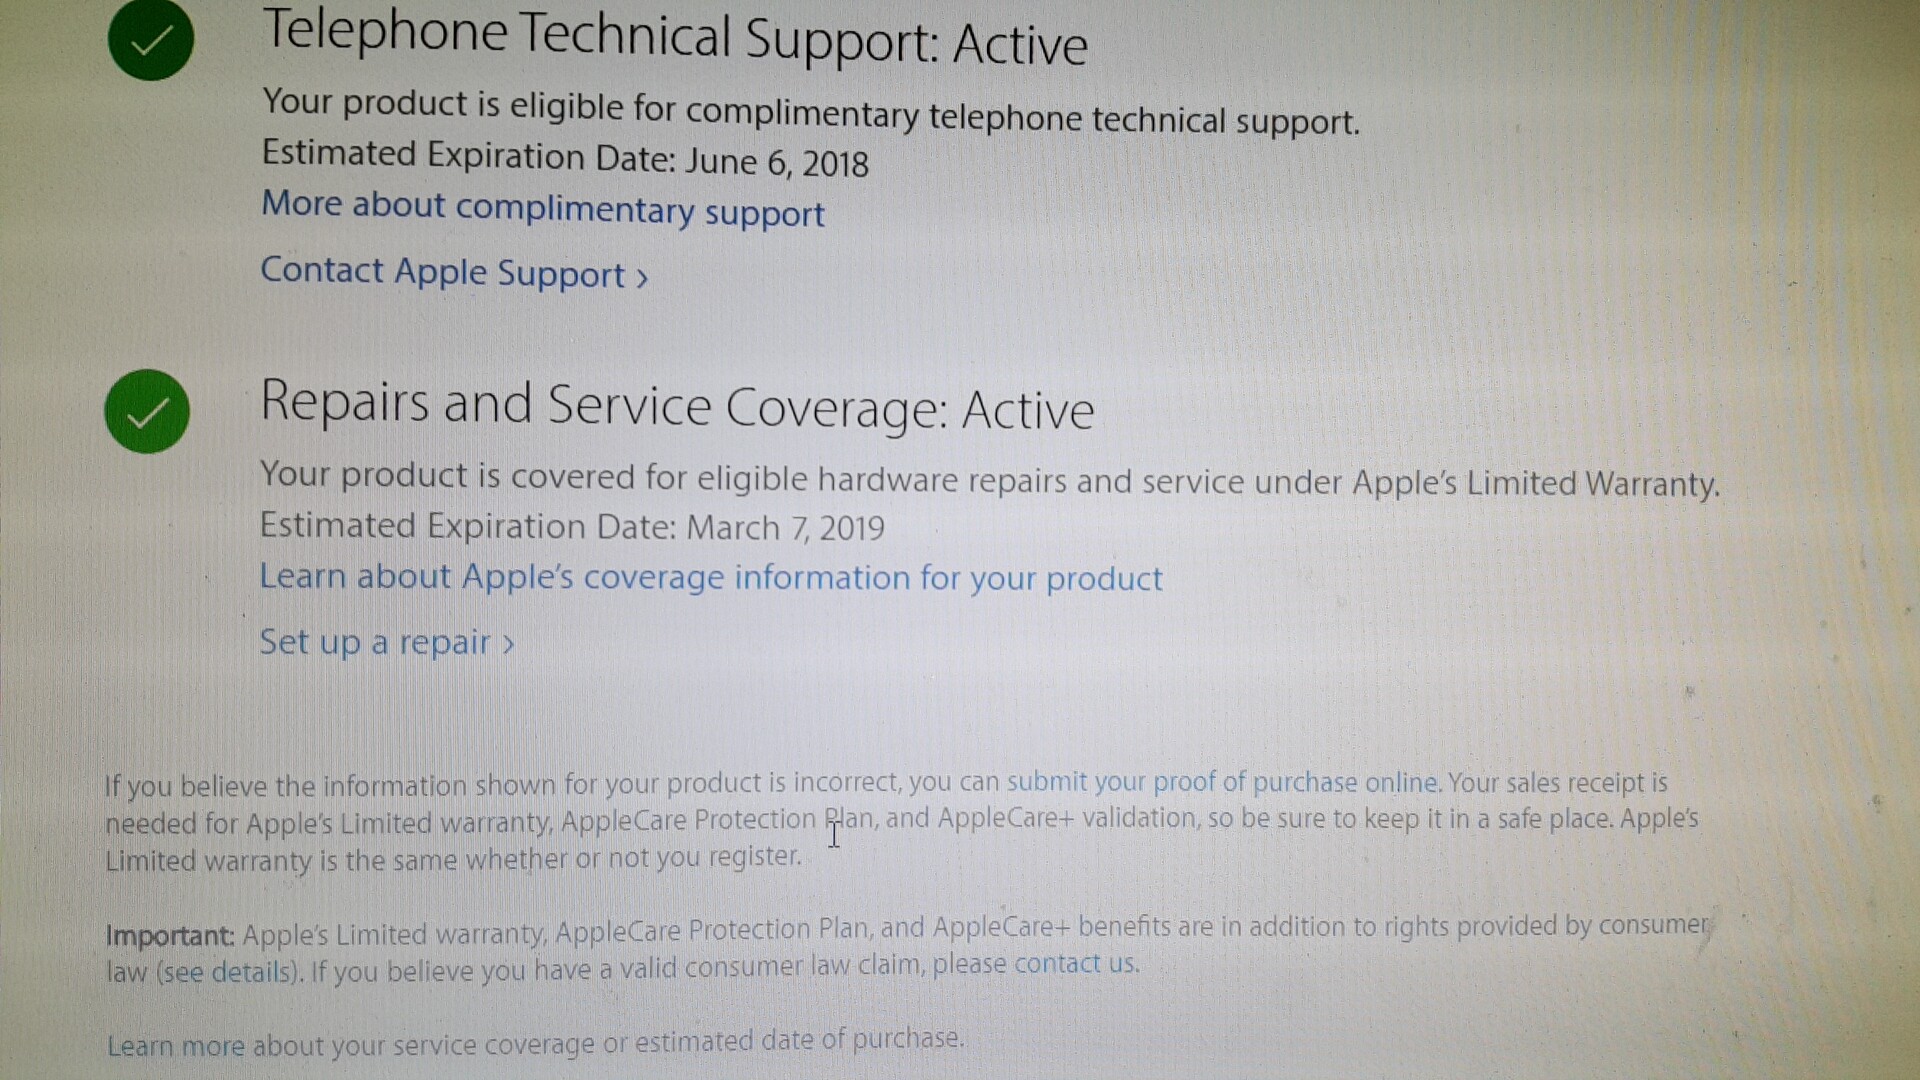 Telephone Technical Support: Active
Your product is eligible for complimentary telephone technical support.
Estimated Expiration Date: June 6, 2018
More about complimentary support
Contact Apple Support >
Repairs and Service Coverage: Active
Your product is covered for eligible hardware repairs and service under Apple's Limited Warranty.
Estimated Expiration Date: March 7, 2019
Learn about Apple's coverage information for your product
Set up a repair >
If you believe the information shown for your product is incorrect, you can submit your proof of purchase online. Your sales receipt is
needed for Apple's Limited warranty, AppleCare Protection Plan, and AppleCare+ validation, so be sure to keep it in a safe place. Apple's
Limited warranty is the same whether or not you register.
Important: Apple's Limited warranty, AppleCare Protection Plan, and AppleCare+ benefits are in addition to rights provided by consumer
law (see details). If you believe you have a valid consumer law claim, please contact us.
Learn more about your service coverage or estimated date of purchase.